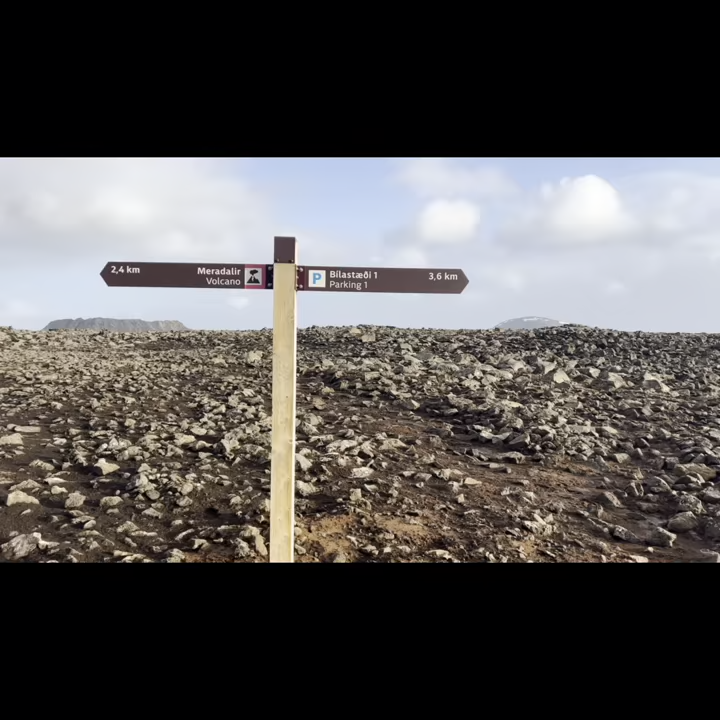 2,4 km
Meradalir
Volcano
P
Bílastæði 1
Parking 1
3,6 km